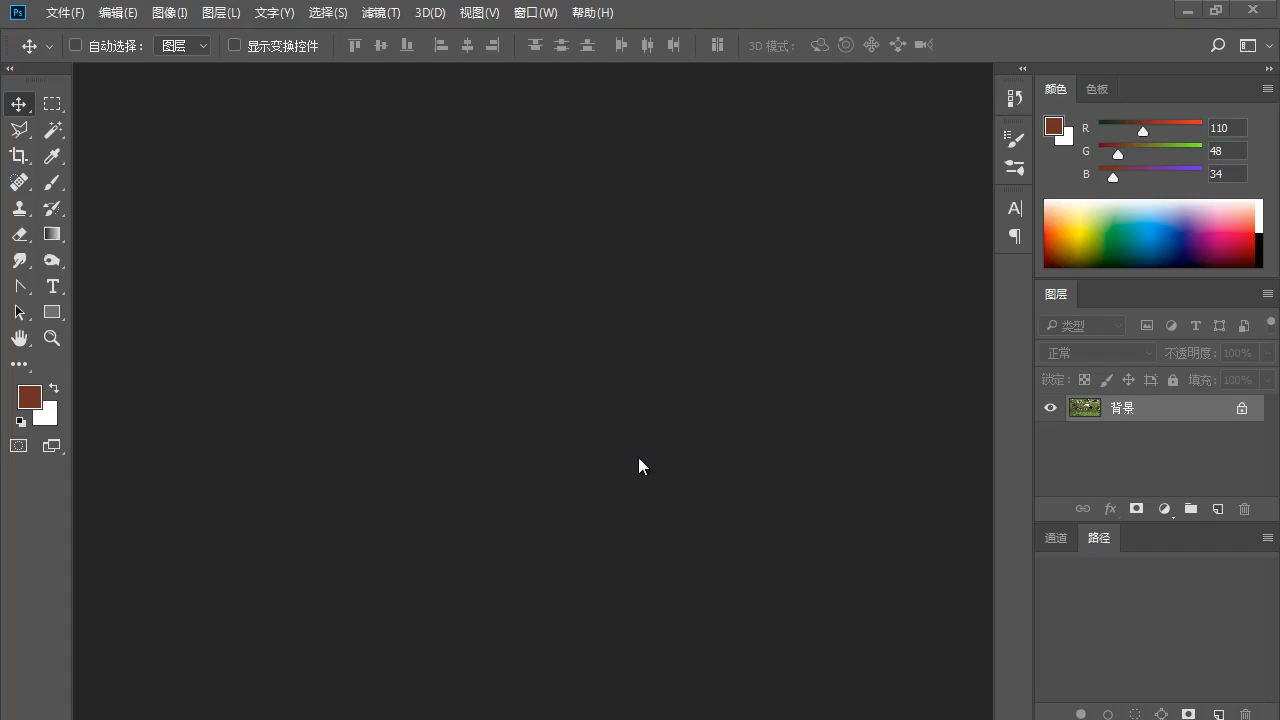 Ps 文件(F) 编辑(E) 图像(I) 图层(L) 文字(Y) 选择(S) 滤镜(T) 3D(D) 视图(V) 窗口(W) 帮助(H)
自动选择: 图层 显示变换控件 3D 模式:
颜色 色板
R 110
G 48
B 34
图层
类型
正常 不透明度: 100%
锁定: 填充: 100%
背景
fx
通道 路径